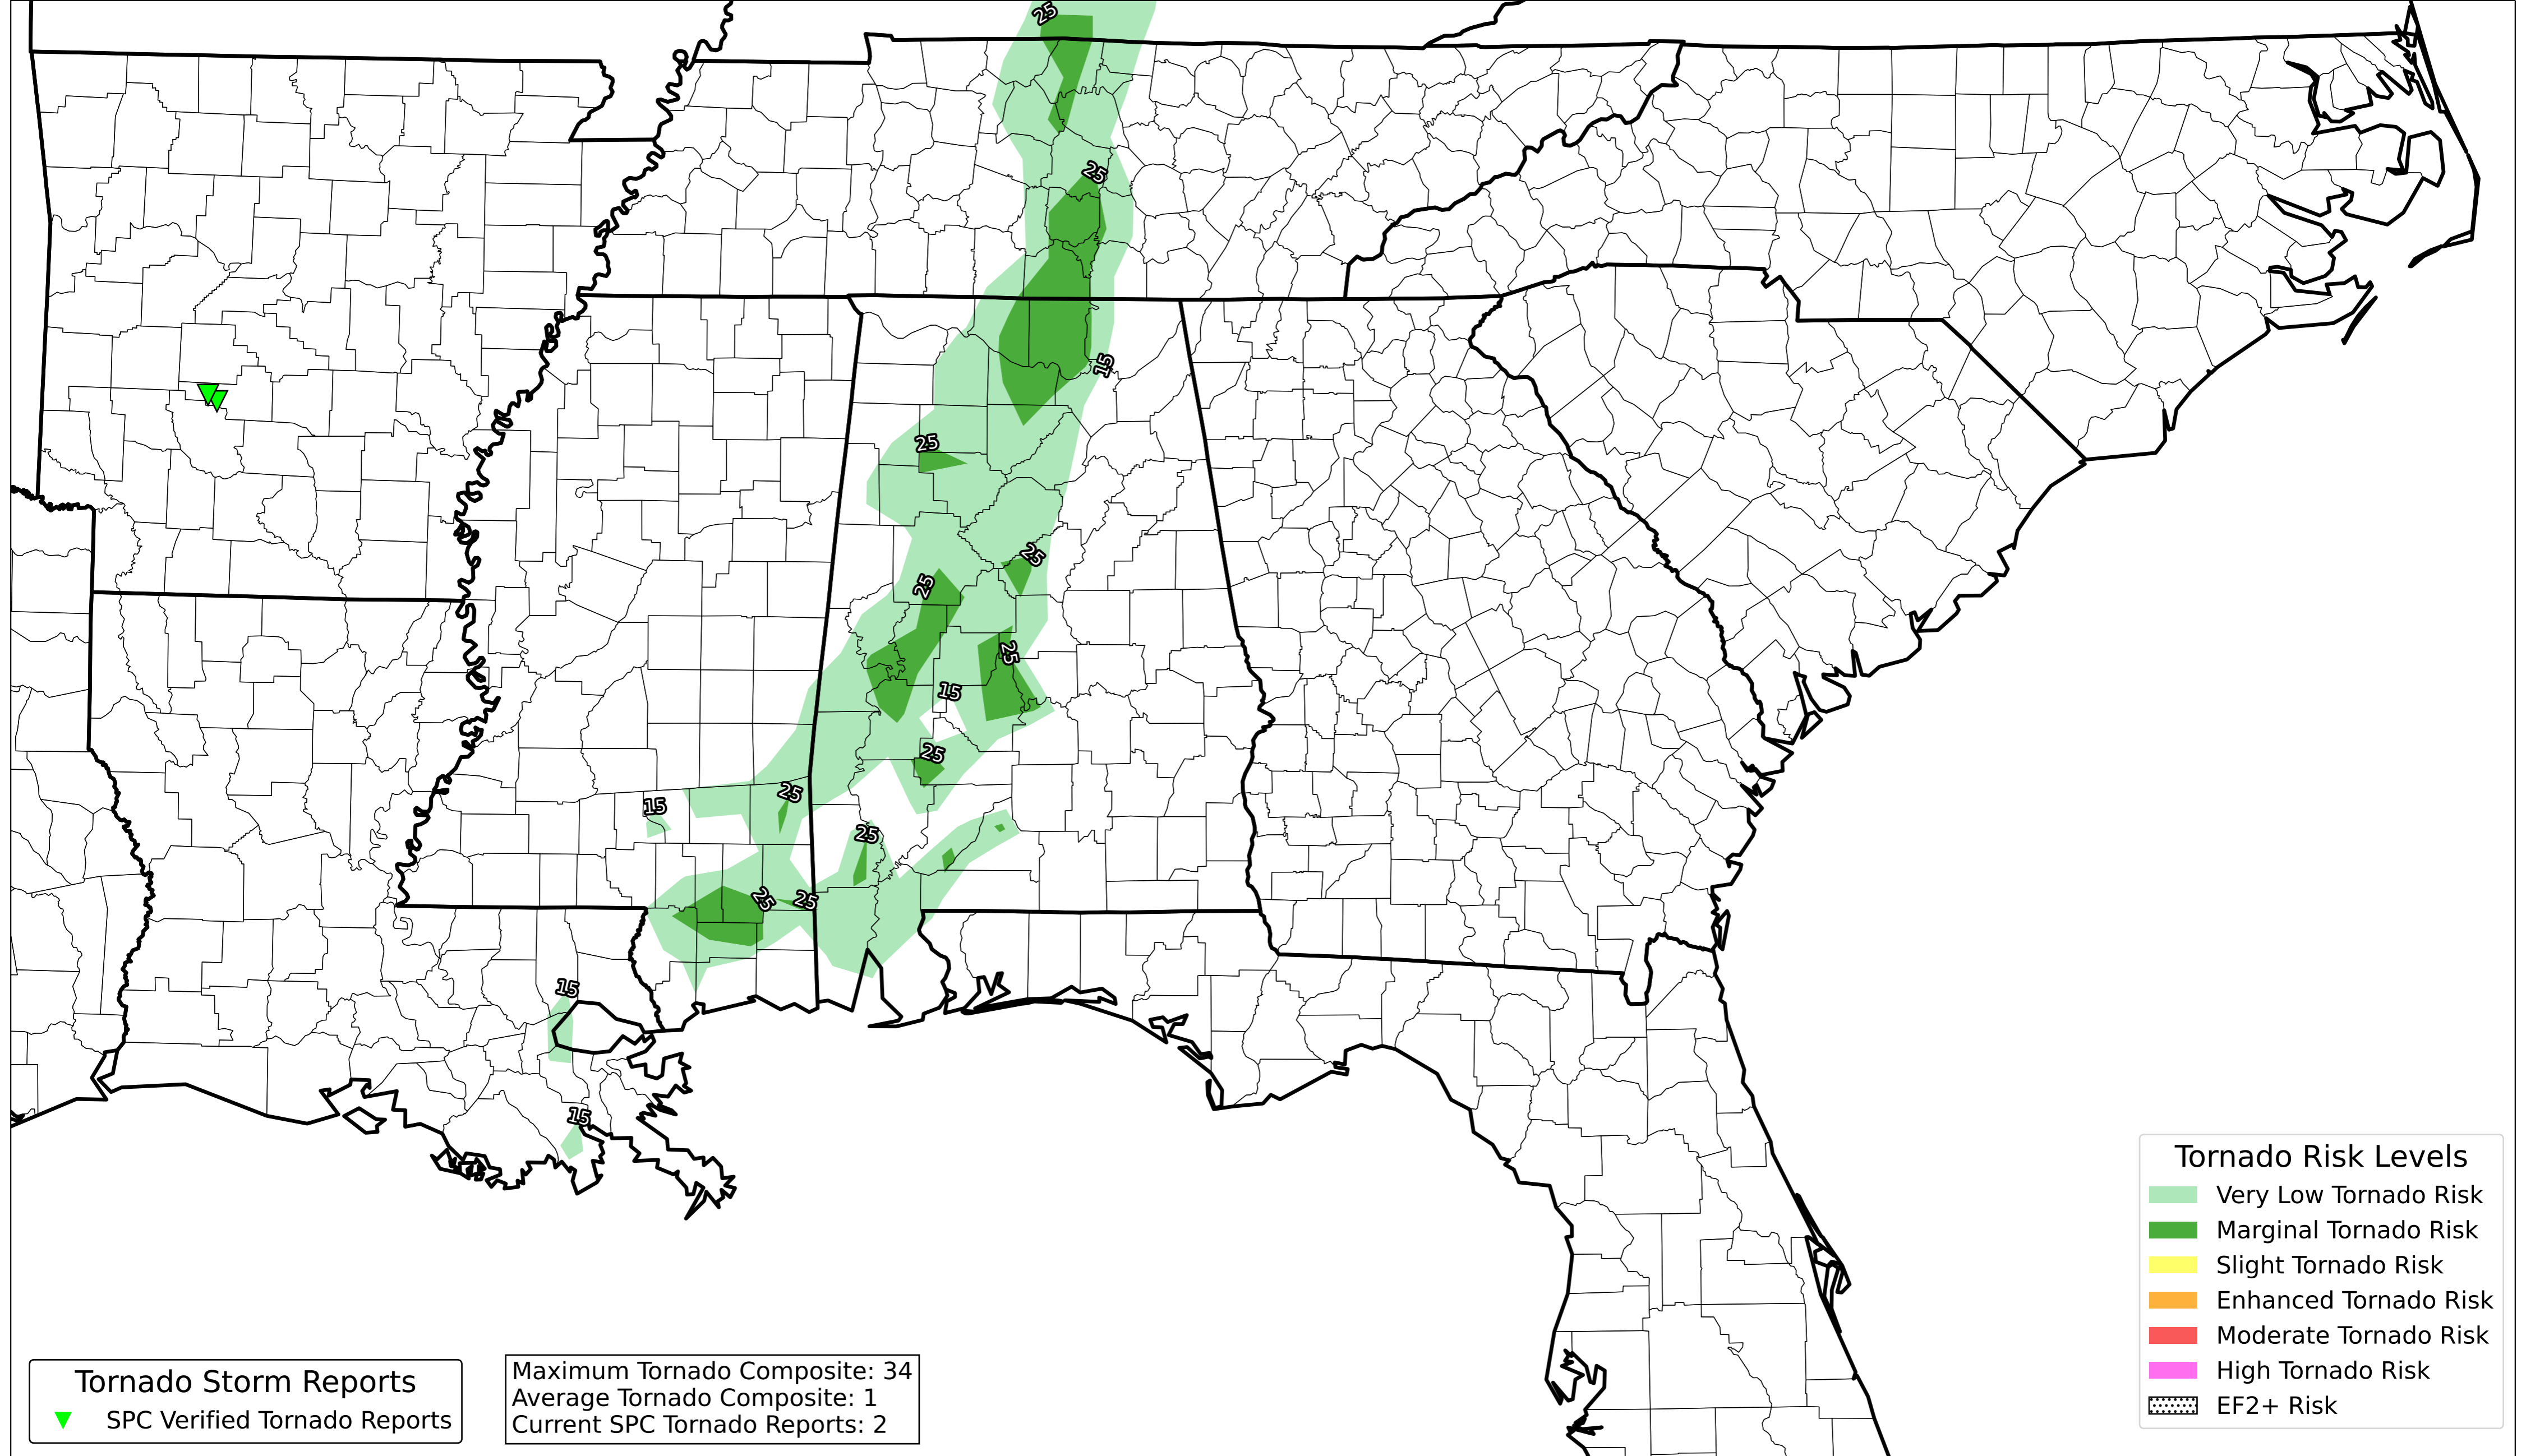 25
25
15
25
25
25
25
15
25
25
15
25
25
25
15
15
Tornado Risk Levels
Very Low Tornado Risk
Marginal Tornado Risk
Slight Tornado Risk
Enhanced Tornado Risk
Moderate Tornado Risk
High Tornado Risk
EF2+ Risk
Tornado Storm Reports
SPC Verified Tornado Reports
Maximum Tornado Composite: 34
Average Tornado Composite: 1
Current SPC Tornado Reports: 2